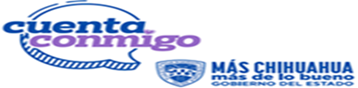 cuenta
conmigo
MÁS CHIHUAHUA
más de lo bueno
GOBIERNO DEL ESTADO